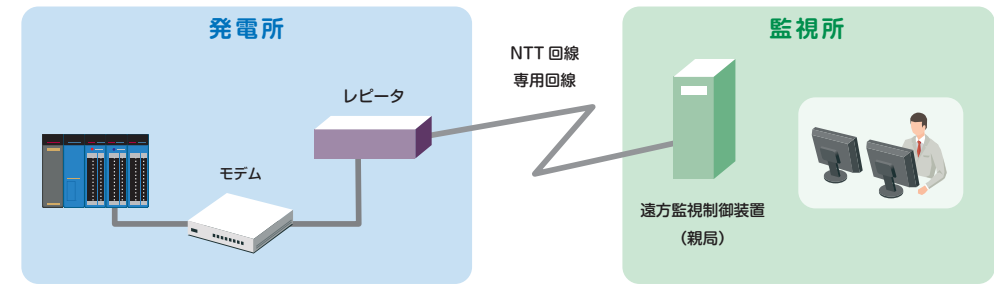 発電所
監視所
NTT 回線
専用回線
レピータ
モデム
遠方監視制御装置
（親局）